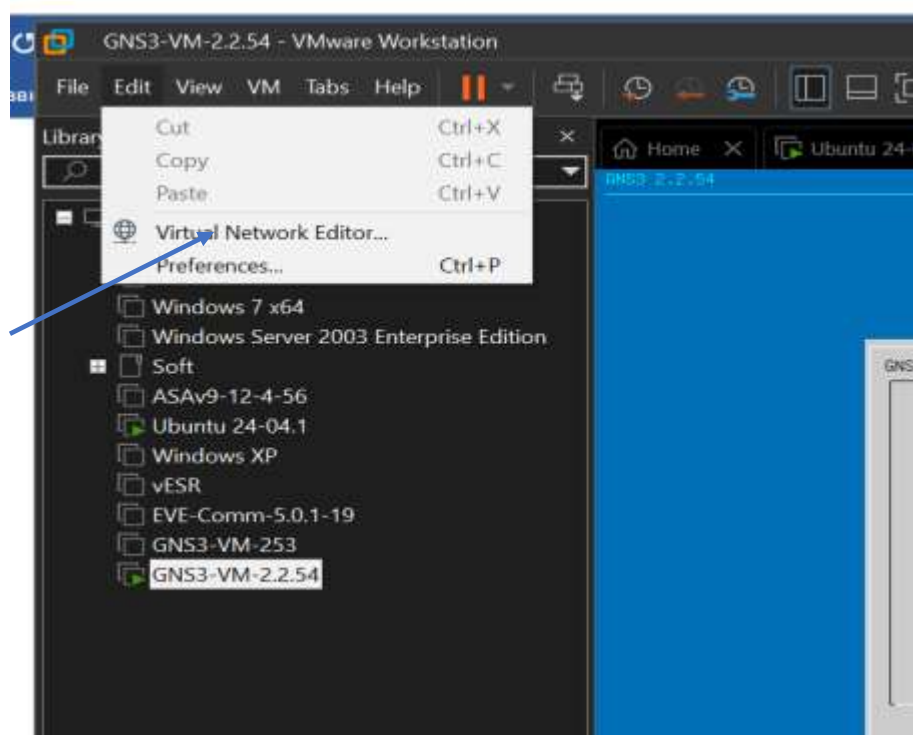 GNS3-VM-2.2.54 - VMware Workstation
File Edit View VM Tabs Help
Cut Ctrl+X
Copy Ctrl+C
Paste Ctrl+V
Virtual Network Editor...
Preferences... Ctrl+P
Home
Ubuntu 24-
GNS3 2.2.54
Windows 7 x64
Windows Server 2003 Enterprise Edition
Soft
ASAv9-12-4-56
Ubuntu 24-04.1
Windows XP
vESR
EVE-Comm-5.0.1-19
GNS3-VM-253
GNS3-VM-2.2.54
GNS